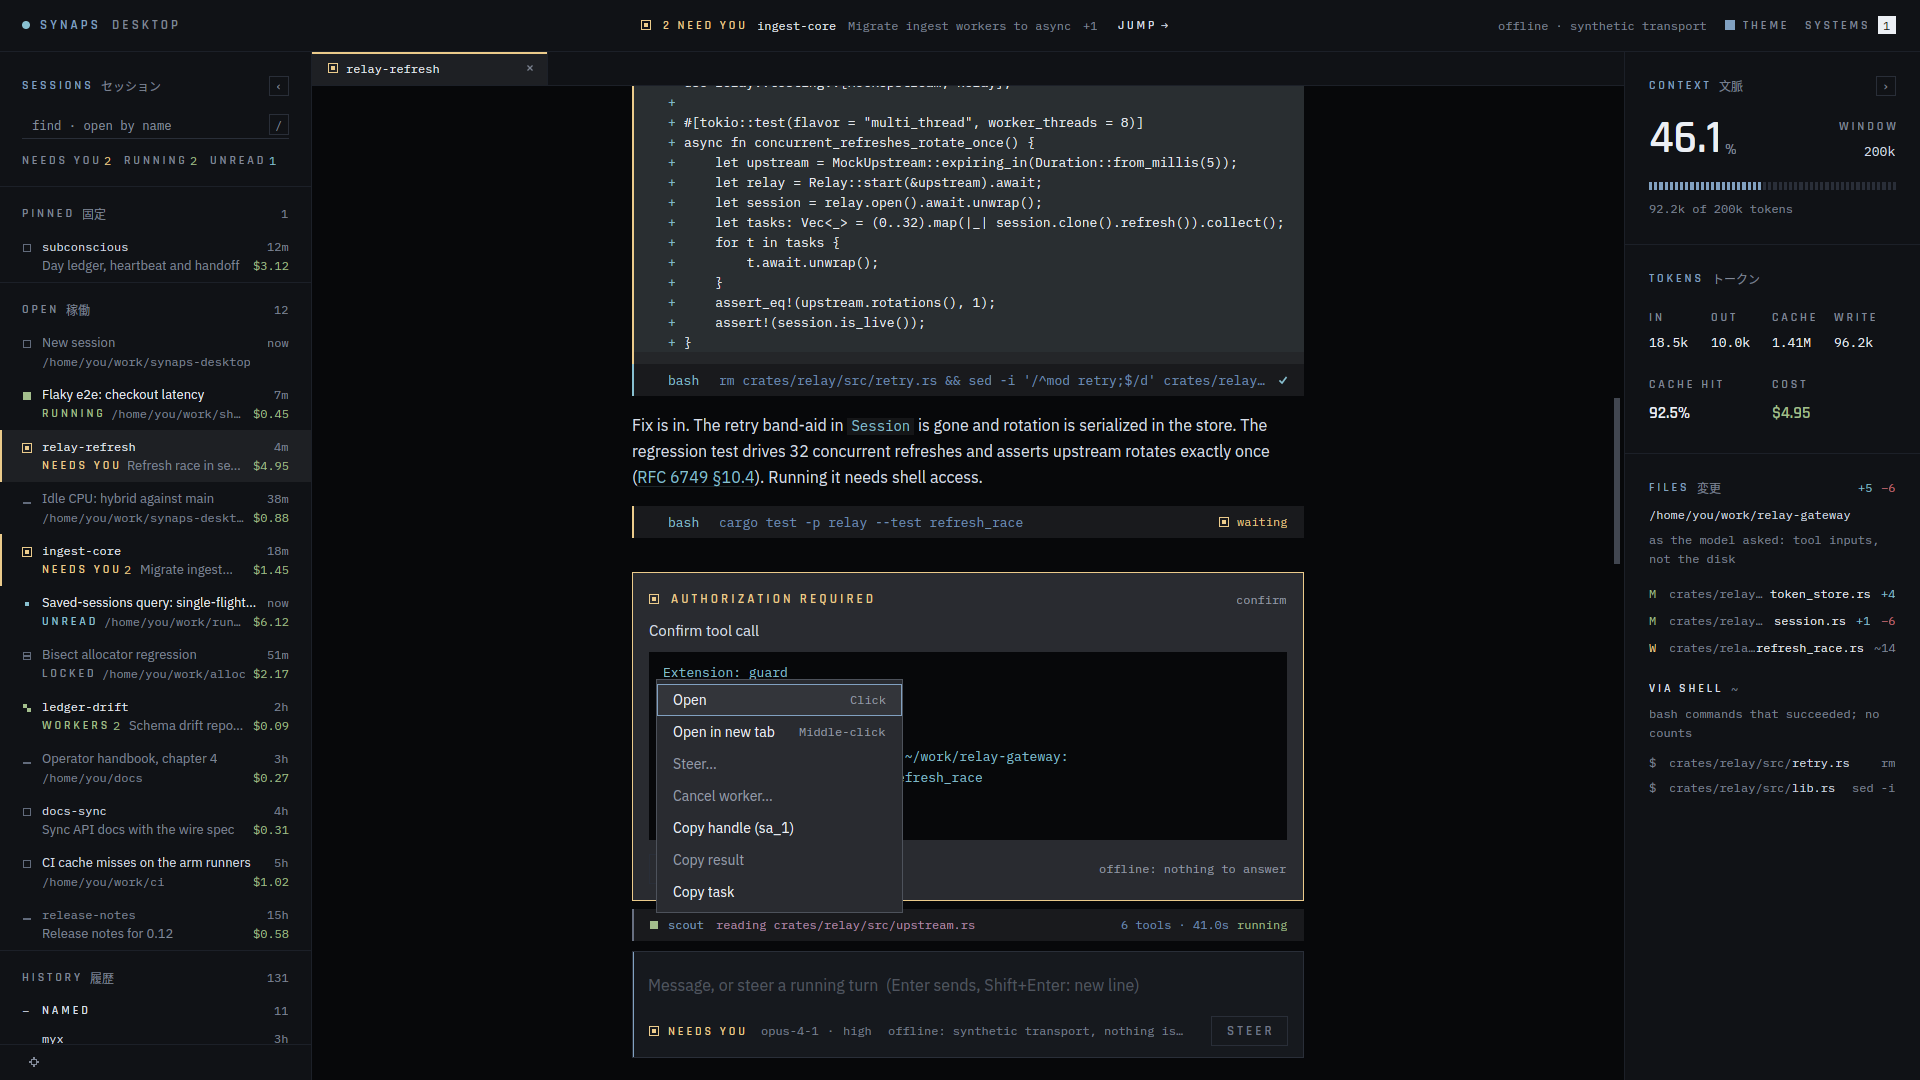 SYNAPS DESKTOP
2 NEED YOU ingest-core Migrate ingest workers to async +1 JUMP →
offline · synthetic transport THEME SYSTEMS 1
SESSIONS セッション ‹
find · open by name /
NEEDS YOU 2 RUNNING 2 UNREAD 1
PINNED 固定 1
subconscious 12m
Day ledger, heartbeat and handoff $3.12
OPEN 稼働 12
New session now
/home/you/work/synaps-desktop
Flaky e2e: checkout latency 7m
RUNNING /home/you/work/sh… $0.45
relay-refresh 4m
NEEDS YOU Refresh race in se… $4.95
Idle CPU: hybrid against main 38m
/home/you/work/synaps-deskt… $0.88
ingest-core 18m
NEEDS YOU 2 Migrate ingest… $1.45
Saved-sessions query: single-flight… now
UNREAD /home/you/work/run… $6.12
Bisect allocator regression 51m
LOCKED /home/you/work/alloc $2.17
ledger-drift 2h
WORKERS 2 Schema drift repo… $0.09
Operator handbook, chapter 4 3h
/home/you/docs $0.27
docs-sync 4h
Sync API docs with the wire spec $0.31
CI cache misses on the arm runners 5h
/home/you/work/ci $1.02
release-notes 15h
Release notes for 0.12 $0.58
HISTORY 履歴 131
– NAMED 11
myx 3h
relay-refresh ×
+
+ #[tokio::test(flavor = "multi_thread", worker_threads = 8)]
+ async fn concurrent_refreshes_rotate_once() {
+     let upstream = MockUpstream::expiring_in(Duration::from_millis(5));
+     let relay = Relay::start(&upstream).await;
+     let session = relay.open().await.unwrap();
+     let tasks: Vec<_> = (0..32).map(|_| session.clone().refresh()).collect();
+     for t in tasks {
+         t.await.unwrap();
+     }
+     assert_eq!(upstream.rotations(), 1);
+     assert!(session.is_live());
+ }
bash rm crates/relay/src/retry.rs && sed -i '/^mod retry;$/d' crates/relay… ✓
Fix is in. The retry band-aid in Session is gone and rotation is serialized in the store. The
regression test drives 32 concurrent refreshes and asserts upstream rotates exactly once
(RFC 6749 §10.4). Running it needs shell access.
bash cargo test -p relay --test refresh_race waiting
AUTHORIZATION REQUIRED confirm
Confirm tool call
Extension: guard
~/work/relay-gateway:
efresh_race
offline: nothing to answer
Open Click
Open in new tab Middle-click
Steer…
Cancel worker…
Copy handle (sa_1)
Copy result
Copy task
scout reading crates/relay/src/upstream.rs 6 tools · 41.0s running
Message, or steer a running turn (Enter sends, Shift+Enter: new line)
NEEDS YOU opus-4-1 · high offline: synthetic transport, nothing is… STEER
CONTEXT 文脈 ›
46.1% WINDOW
200k
92.2k of 200k tokens
TOKENS トークン
IN OUT CACHE WRITE
18.5k 10.0k 1.41M 96.2k
CACHE HIT COST
92.5% $4.95
FILES 変更 +5 −6
/home/you/work/relay-gateway
as the model asked: tool inputs,
not the disk
M crates/relay… token_store.rs +4
M crates/relay… session.rs +1 −6
W crates/rela…refresh_race.rs ~14
VIA SHELL ~
bash commands that succeeded; no
counts
$ crates/relay/src/retry.rs rm
$ crates/relay/src/lib.rs sed -i